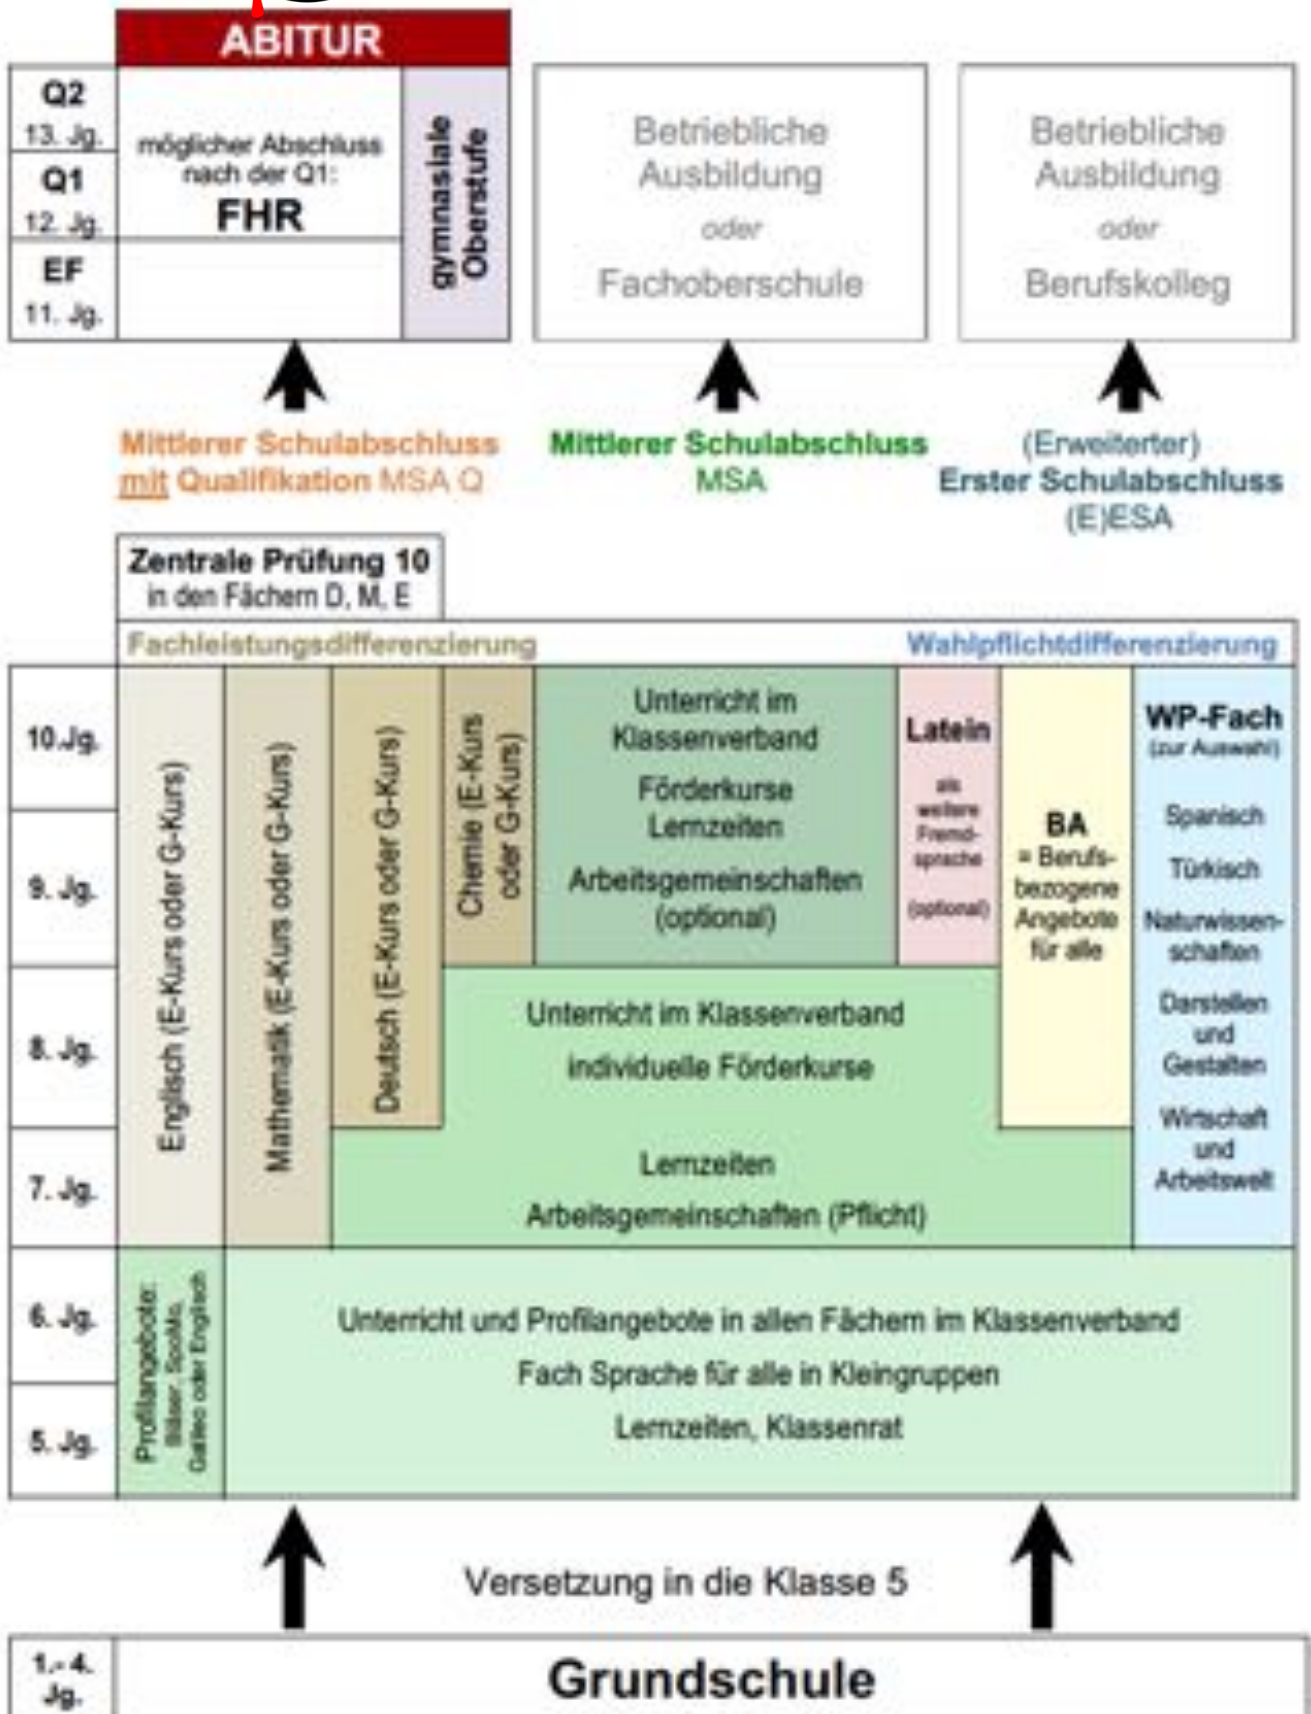 ABITUR
Q2
13. Jg.
Q1
12. Jg.
EF
11. Jg.
möglicher Abschluss
nach der Q1:
FHR
gymnasiale
Oberstufe
Betriebliche
Ausbildung
oder
Fachoberschule
Betriebliche
Ausbildung
oder
Berufskolleg
Mittlerer Schulabschluss
mit Qualifikation MSA Q
Mittlerer Schulabschluss
MSA
(Erweiterter)
Erster Schulabschluss
(E)ESA
Zentrale Prüfung 10
in den Fächern D, M, E
Fachleistungsdifferenzierung
Wahlpflichtdifferenzierung
10.Jg.
9. Jg.
8. Jg.
7. Jg.
6. Jg.
5. Jg.
Englisch (E-Kurs oder G-Kurs)
Mathematik (E-Kurs oder G-Kurs)
Deutsch (E-Kurs oder G-Kurs)
Chemie (E-Kurs
oder G-Kurs)
Unterricht im
Klassenverband
Förderkurse
Lernzeiten
Arbeitsgemeinschaften
(optional)
Latein
als
weitere
Fremd-
sprache
(optional)
BA
= Berufs-
bezogene
Angebote
für alle
WP-Fach
(zur Auswahl)
Spanisch
Türkisch
Naturwissen-
schaften
Darstellen
und
Gestalten
Wirtschaft
und
Arbeitswelt
Unterricht im Klassenverband
individuelle Förderkurse
Lernzeiten
Arbeitsgemeinschaften (Pflicht)
Profilangebote:
Bläser, SpoMo,
oder Englisch
Unterricht und Profilangebote in allen Fächern im Klassenverband
Fach Sprache für alle in Kleingruppen
Lernzeiten, Klassenrat
Versetzung in die Klasse 5
1.- 4.
Jg.
Grundschule